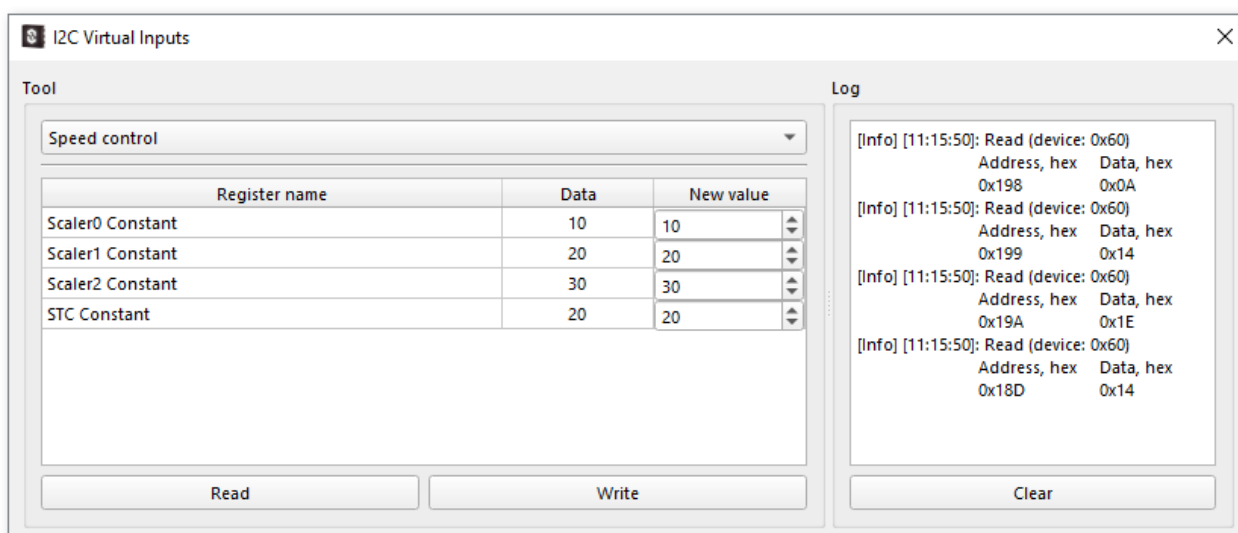 I2C Virtual Inputs
Tool
Speed control
Register name Data New value
Scaler0 Constant 10 10
Scaler1 Constant 20 20
Scaler2 Constant 30 30
STC Constant 20 20
Read Write
Log
[Info] [11:15:50]: Read (device: 0x60)
Address, hex Data, hex
0x198 0x0A
[Info] [11:15:50]: Read (device: 0x60)
Address, hex Data, hex
0x199 0x14
[Info] [11:15:50]: Read (device: 0x60)
Address, hex Data, hex
0x19A 0x1E
[Info] [11:15:50]: Read (device: 0x60)
Address, hex Data, hex
0x18D 0x14
Clear